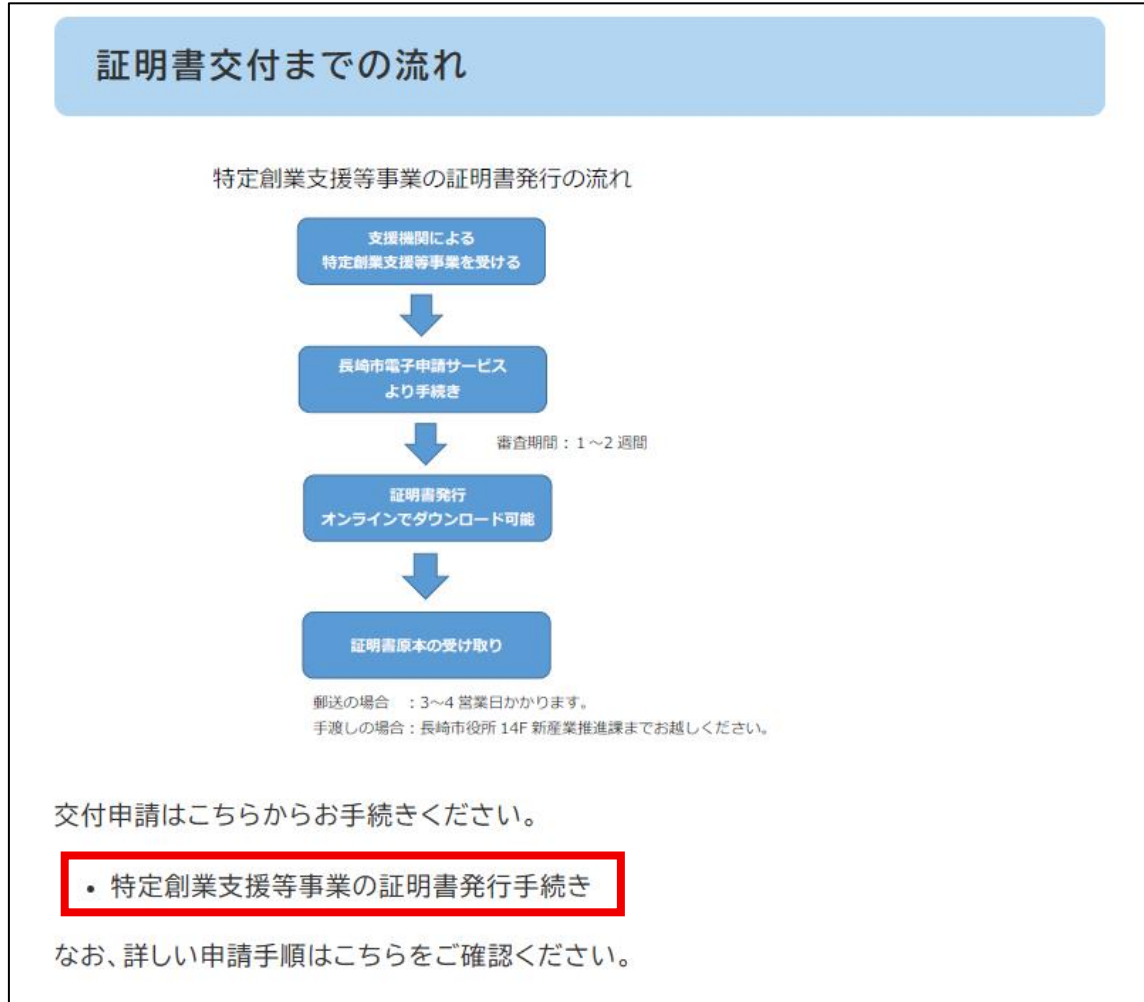 証明書交付までの流れ
特定創業支援等事業の証明書発行の流れ
支援機関による
特定創業支援等事業を受ける
長崎市電子申請サービス
より手続き
審査期間：1～2 週間
証明書発行
オンラインでダウンロード可能
証明書原本の受け取り
郵送の場合　：3～4 営業日かかります。
手渡しの場合：長崎市役所 14F 新産業推進課までお越しください。
交付申請はこちらからお手続きください。
• 特定創業支援等事業の証明書発行手続き
なお、詳しい申請手順はこちらをご確認ください。